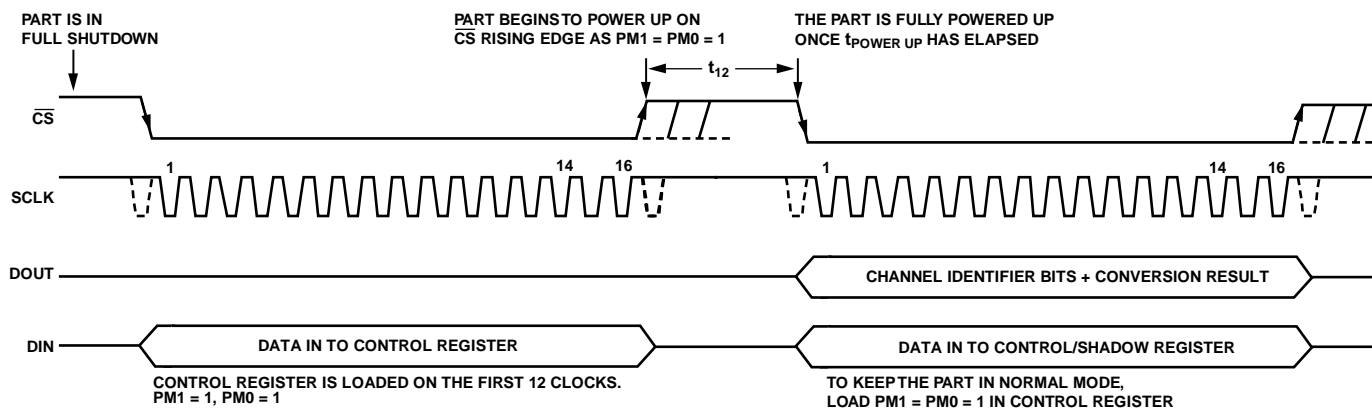 PART IS IN
FULL SHUTDOWN
PART BEGINS TO POWER UP ON
CS RISING EDGE AS PM1 = PM0 = 1
THE PART IS FULLY POWERED UP
ONCE tPOWER UP HAS ELAPSED
t12
CS
1
14
16
1
14
16
SCLK
DOUT
CHANNEL IDENTIFIER BITS + CONVERSION RESULT
DIN
DATA IN TO CONTROL REGISTER
DATA IN TO CONTROL/SHADOW REGISTER
CONTROL REGISTER IS LOADED ON THE FIRST 12 CLOCKS.
PM1 = 1, PM0 = 1
TO KEEP THE PART IN NORMAL MODE,
LOAD PM1 = PM0 = 1 IN CONTROL REGISTER